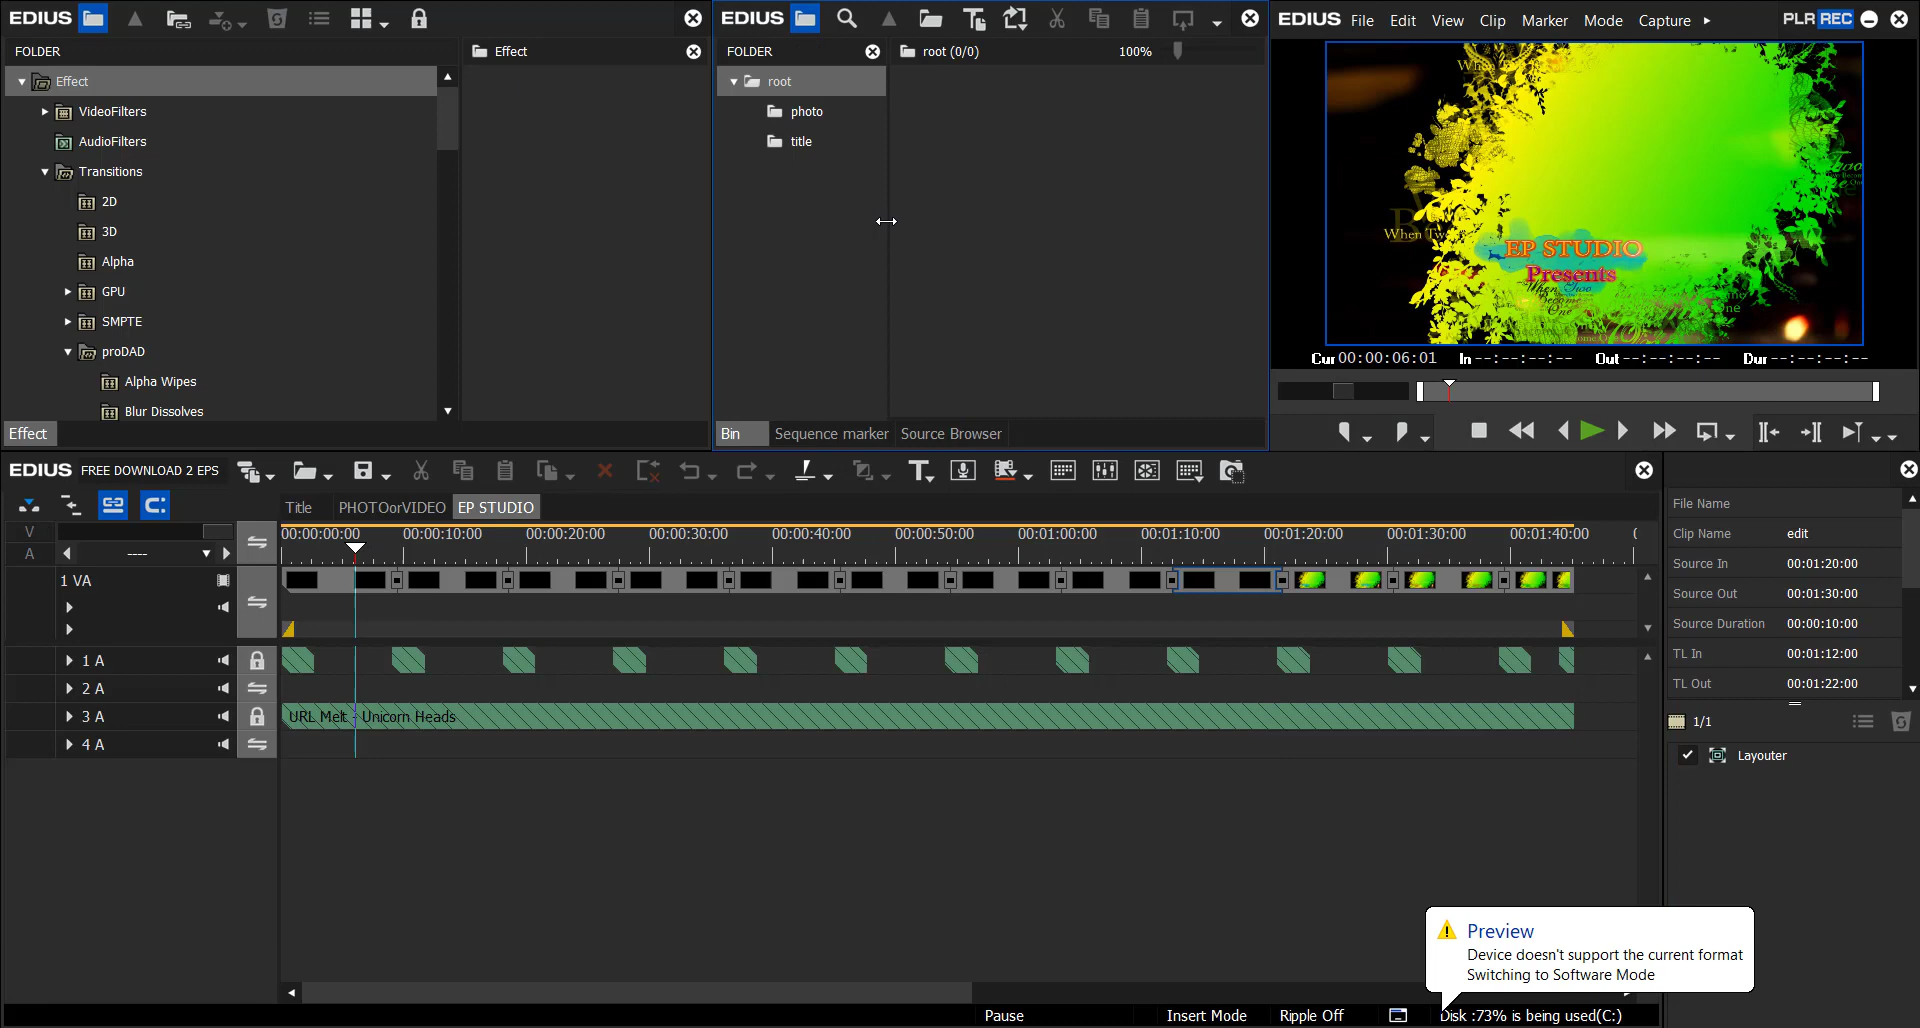 EDIUS
FOLDER
Effect
VideoFilters
AudioFilters
Transitions
2D
3D
Alpha
GPU
SMPTE
proDAD
Alpha Wipes
Blur Dissolves
Effect
Effect
EDIUS
FOLDER
root (0/0)
100%
root
photo
title
Bin
Sequence marker
Source Browser
EDIUS File Edit View Clip Marker Mode Capture
PLR REC
When Tw
EP STUDIO
Presents
When Two
Become
One
Cur 00:00:06:01 In --:--:--:-- Out --:--:--:-- Dur --:--:--:--
EDIUS FREE DOWNLOAD 2 EPS
Title PHOTOorVIDEO EP STUDIO
V
A
----
00:00:00:00 00:00:10:00 00:00:20:00 00:00:30:00 00:00:40:00 00:00:50:00 00:01:00:00 00:01:10:00 00:01:20:00 00:01:30:00 00:01:40:00
1 VA
1 A
2 A
3 A
URL Melt - Unicorn Heads
4 A
File Name
Clip Name edit
Source In 00:01:20:00
Source Out 00:01:30:00
Source Duration 00:00:10:00
TL In 00:01:12:00
TL Out 00:01:22:00
1/1
Layouter
Preview
Device doesn't support the current format
Switching to Software Mode
Pause
Insert Mode
Ripple Off
Disk :73% is being used(C:)